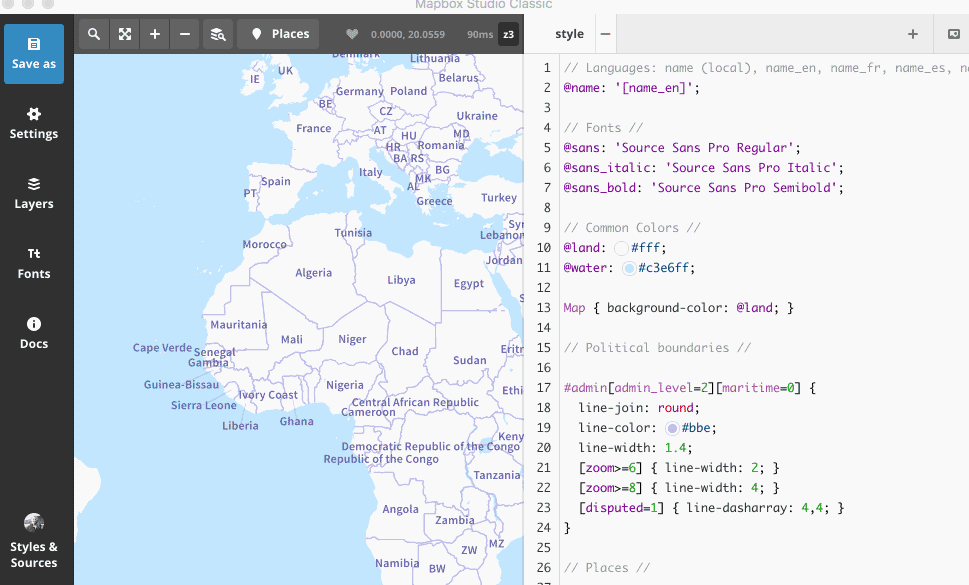 Mapbox Studio Classic
Save as
Settings
Layers
Fonts
Docs
Styles &
Sources
Places
0.0000, 20.0559
90ms
z3
Denmark
Lithuania
IE
UK
Belarus
Germany
Poland
BE
CZ
Ukraine
France
AT
HU
MD
HR
Romania
BA
RS
Italy
BG
Spain
MK
PT
AL
Greece
Turkey
Tunisia
Lebanon
Morocco
Jordan
Algeria
Libya
Egypt
Mauritania
Mali
Niger
Chad
Cape Verde
Senegal
Gambia
Sudan
Guinea-Bissau
Nigeria
Ivory Coast
Sierra Leone
Central African Republic
Cameroon
Liberia
Ghana
Democratic Republic of the Congo
Republic of the Congo
Tanzania
Angola
Zambia
MZ
ZW
Namibia
BW
style
1 // Languages: name (local), name_en, name_fr, name_es,
2 @name: '[name_en]';
3
4 // Fonts //
5 @sans: 'Source Sans Pro Regular';
6 @sans_italic: 'Source Sans Pro Italic';
7 @sans_bold: 'Source Sans Pro Semibold';
8
9 // Common Colors //
10 @land: #fff;
11 @water: #c3e6ff;
12
13 Map { background-color: @land; }
14
15 // Political boundaries //
16
17 #admin[admin_level=2][maritime=0] {
18 line-join: round;
19 line-color: #bbe;
20 line-width: 1.4;
21 [zoom>=6] { line-width: 2; }
22 [zoom>=8] { line-width: 4; }
23 [disputed=1] { line-dasharray: 4,4; }
24 }
25
26 // Places //